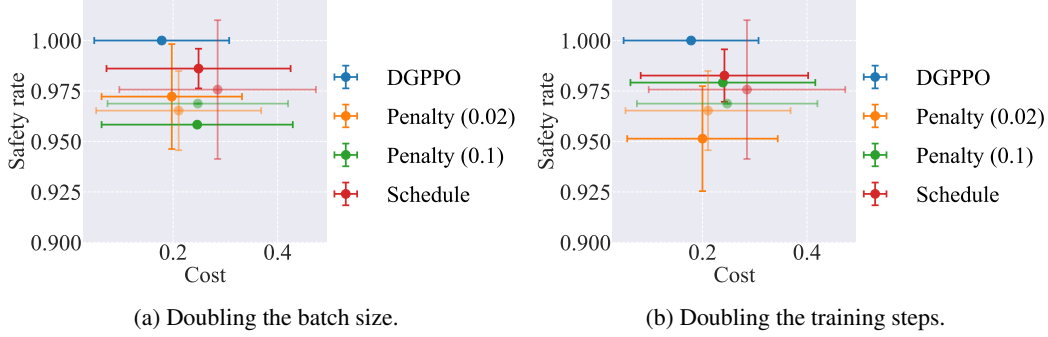 1.000
0.975
0.950
0.925
0.900
Safety rate
0.2
0.4
Cost
DGPPO
Penalty (0.02)
Penalty (0.1)
Schedule
(a) Doubling the batch size.
1.000
0.975
0.950
0.925
0.900
Safety rate
0.2
0.4
Cost
DGPPO
Penalty (0.02)
Penalty (0.1)
Schedule
(b) Doubling the training steps.